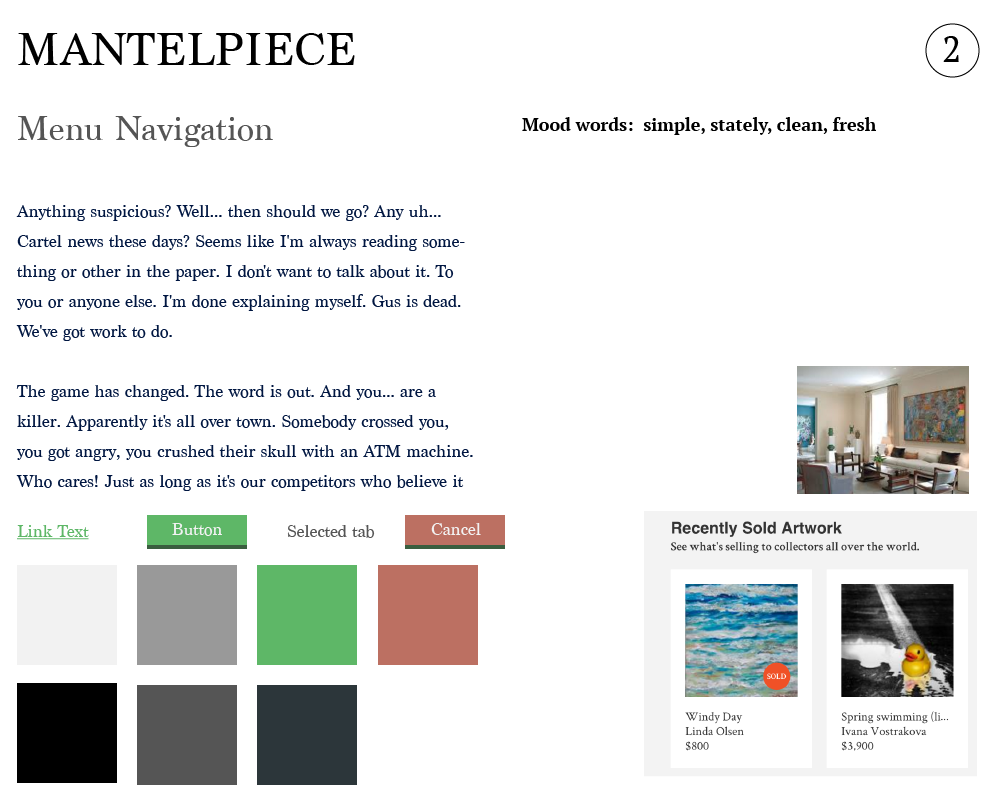 MANTELPIECE
2
Menu Navigation
Mood words: simple, stately, clean, fresh
Anything suspicious? Well... then should we go? Any uh...
Cartel news these days? Seems like I'm always reading some-
thing or other in the paper. I don't want to talk about it. To
you or anyone else. I'm done explaining myself. Gus is dead.
We've got work to do.
The game has changed. The word is out. And you... are a
killer. Apparently it's all over town. Somebody crossed you,
you got angry, you crushed their skull with an ATM machine.
Who cares! Just as long as it's our competitors who believe it
Link Text
Button
Selected tab
Cancel
Recently Sold Artwork
See what's selling to collectors all over the world.
SOLD
Windy Day
Linda Olsen
$800
Spring swimming (li...
Ivana Vostrakova
$3,900